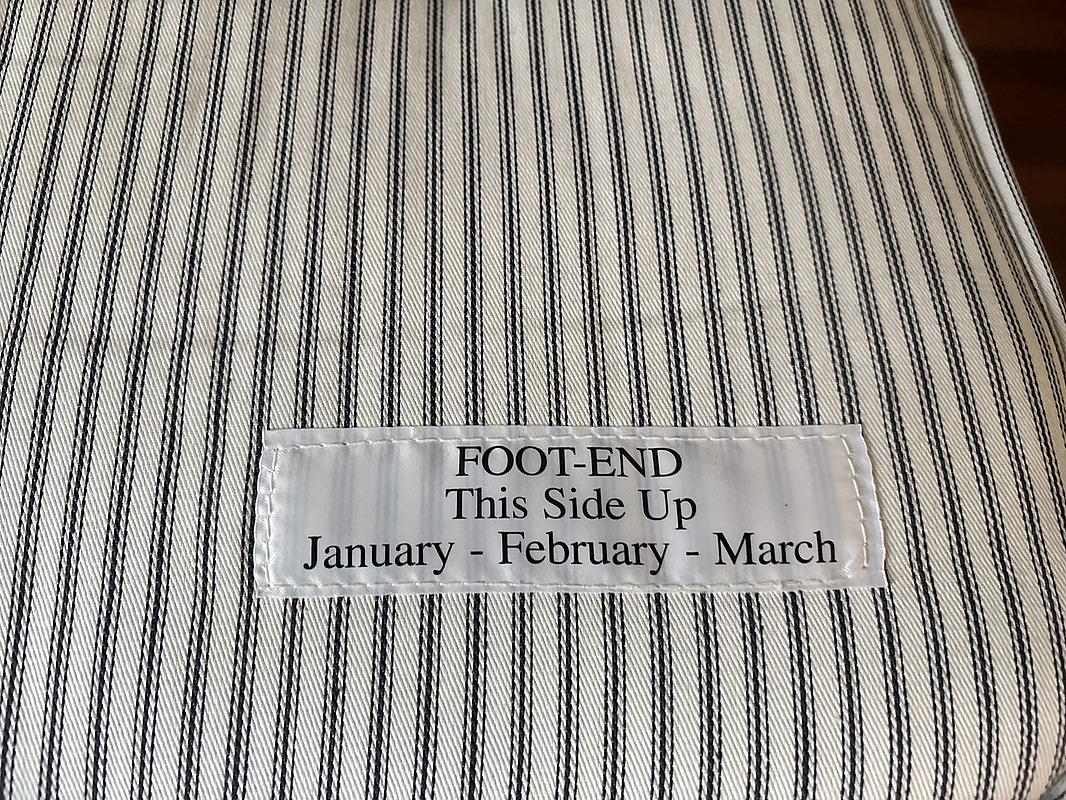 FOOT-END
This Side Up
January - February - March